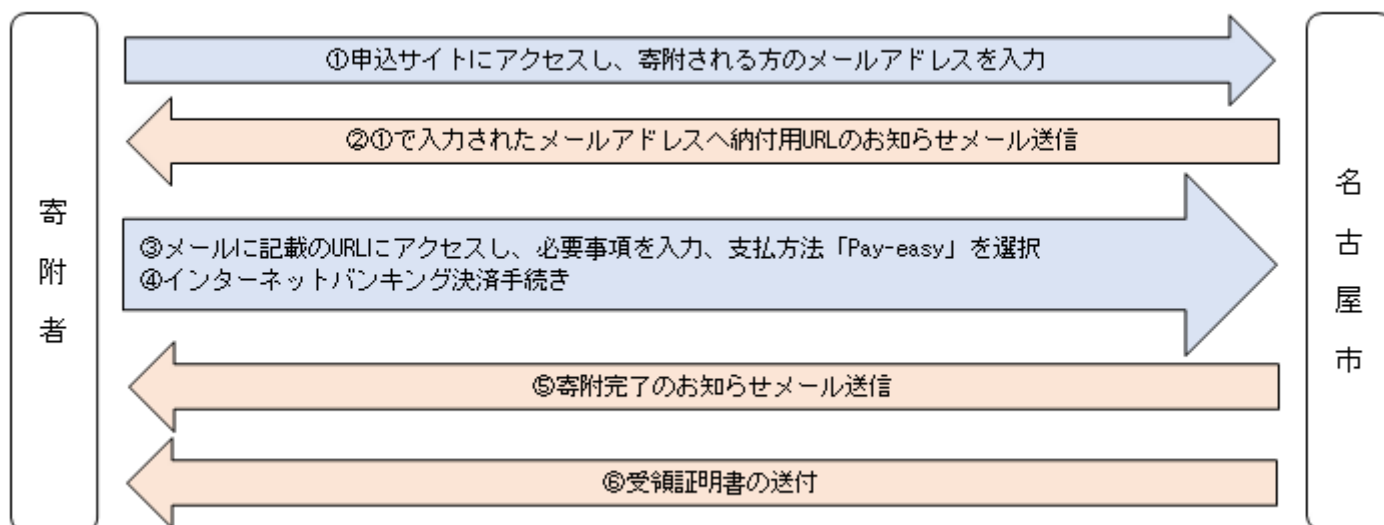 ①申込サイトにアクセスし、寄附される方のメールアドレスを入力
②①で入力されたメールアドレスへ納付用URLのお知らせメール送信
寄附者
③メールに記載のURLにアクセスし、必要事項を入力、支払方法「Pay-easy」を選択
④インターネットバンキング決済手続き
名古屋市
⑤寄附完了のお知らせメール送信
⑥受領証明書の送付